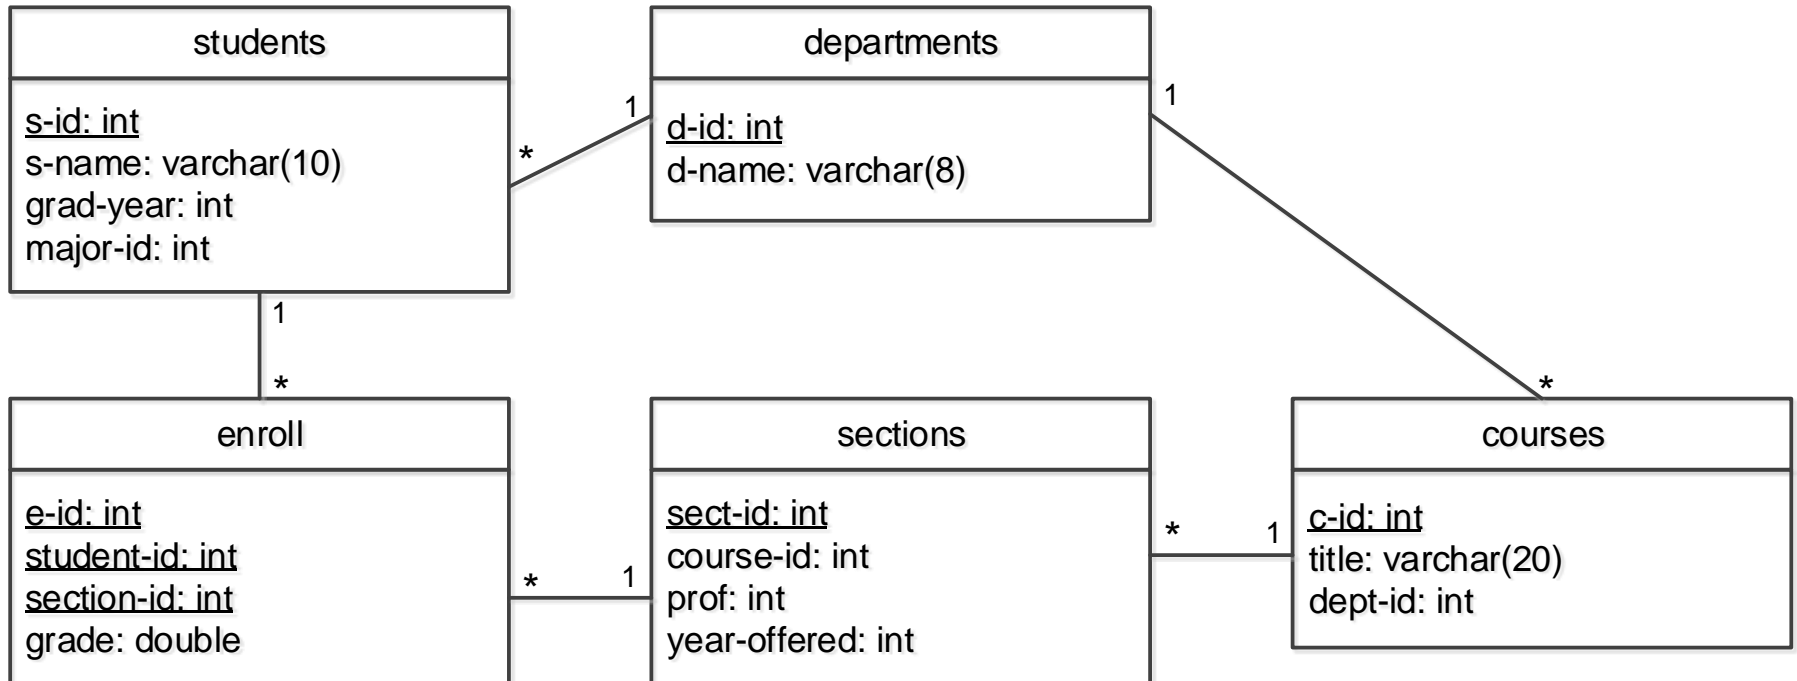 students
s-id: int
s-name: varchar(10)
grad-year: int
major-id: int
departments
d-id: int
d-name: varchar(8)
1
*
1
1
*
*
enroll
e-id: int
student-id: int
section-id: int
grade: double
*
1
sections
sect-id: int
course-id: int
prof: int
year-offered: int
*
1
courses
c-id: int
title: varchar(20)
dept-id: int